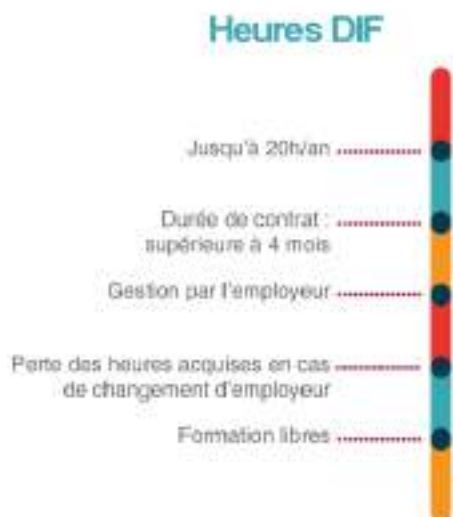 Heures DIF
Jusqu'à 20h/an
Durée de contrat :
supérieure à 4 mois
Gestion par l'employeur
Perte des heures acquises en cas
de changement d'employeur
Formation libres